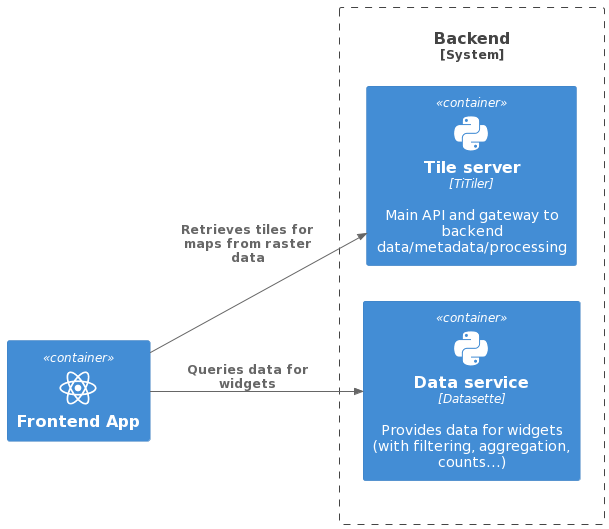 Backend
[System]
«container»
Tile server
[TiTiler]
Main API and gateway to
backend
data/metadata/processing
Retrieves tiles for
maps from raster
data
«container»
Data service
[Datasette]
Provides data for widgets
(with filtering, aggregation,
counts...)
Queries data for
widgets
«container»
Frontend App